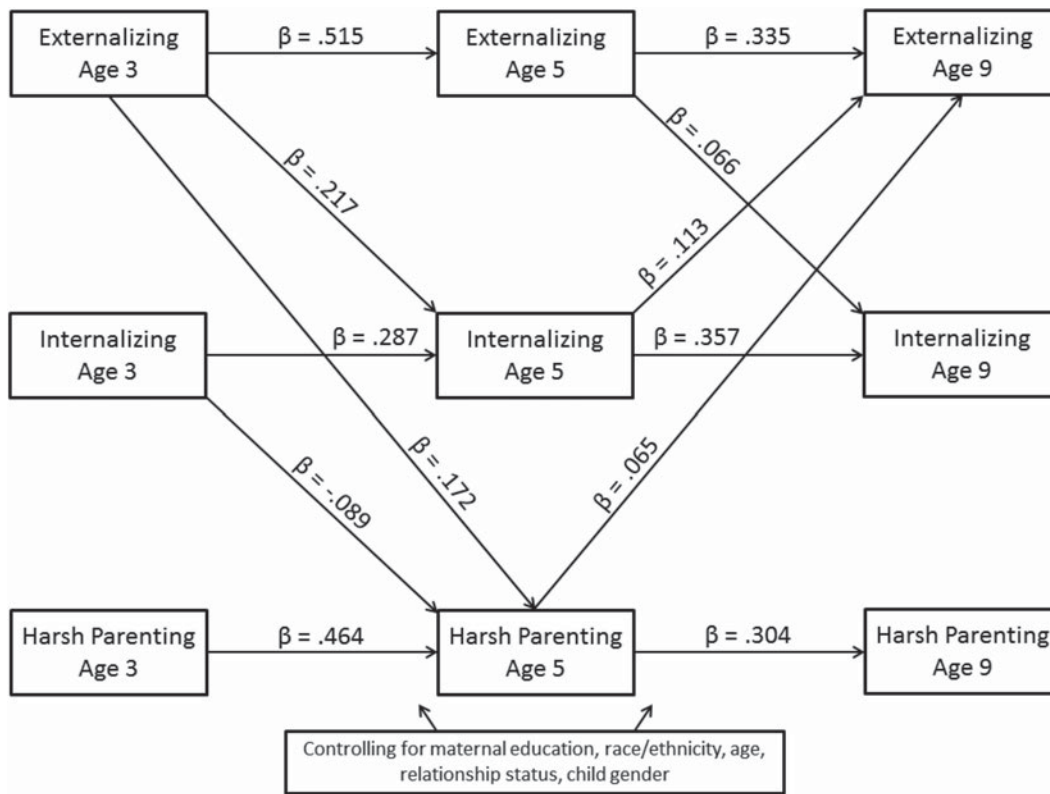 Externalizing
Age 3
β = .515
Externalizing
Age 5
β = .335
Externalizing
Age 9
β = .217
β = .066
β = .113
Internalizing
Age 3
β = .287
Internalizing
Age 5
β = .357
Internalizing
Age 9
β = -.089
β = .172
β = .065
Harsh Parenting
Age 3
β = .464
Harsh Parenting
Age 5
β = .304
Harsh Parenting
Age 9
Controlling for maternal education, race/ethnicity, age,
relationship status, child gender